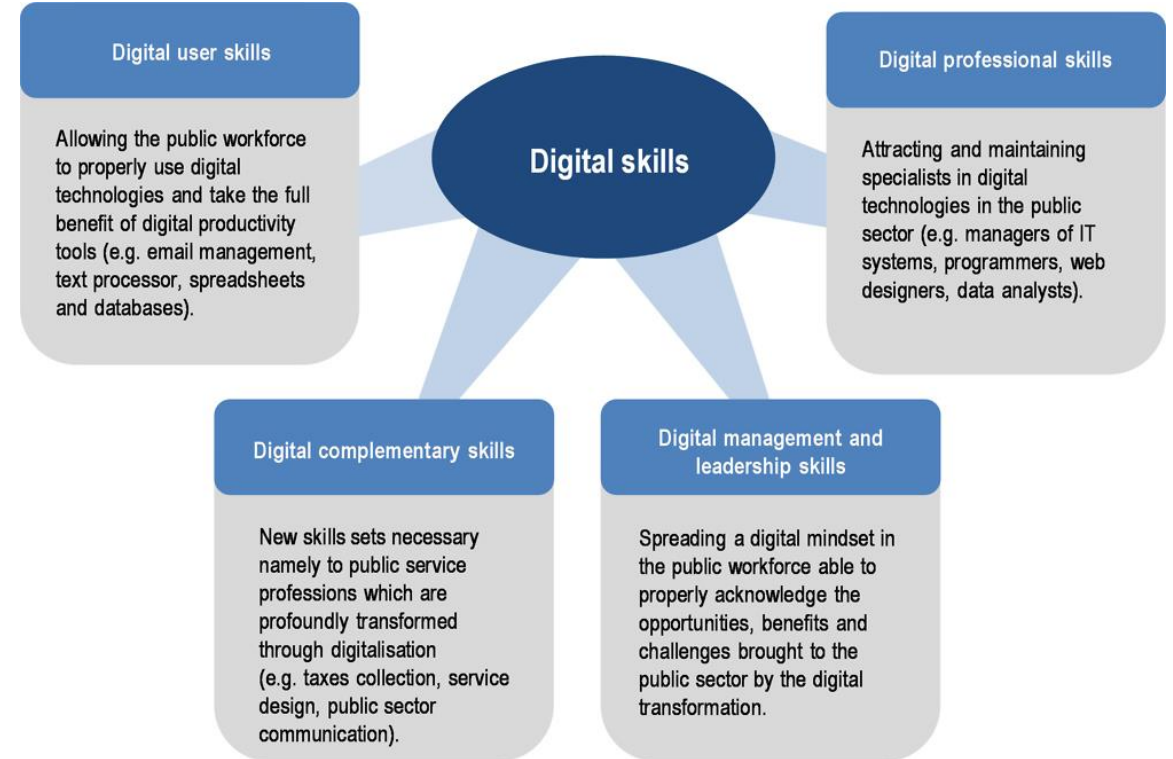 Digital user skills
Allowing the public workforce
to properly use digital
technologies and take the full
benefit of digital productivity
tools (e.g. email management,
text processor, spreadsheets
and databases).
Digital skills
Digital professional skills
Attracting and maintaining
specialists in digital
technologies in the public
sector (e.g. managers of IT
systems, programmers, web
designers, data analysts).
Digital complementary skills
New skills sets necessary
namely to public service
professions which are
profoundly transformed
through digitalisation
(e.g. taxes collection, service
design, public sector
communication).
Digital management and
leadership skills
Spreading a digital mindset in
the public workforce able to
properly acknowledge the
opportunities, benefits and
challenges brought to the
public sector by the digital
transformation.